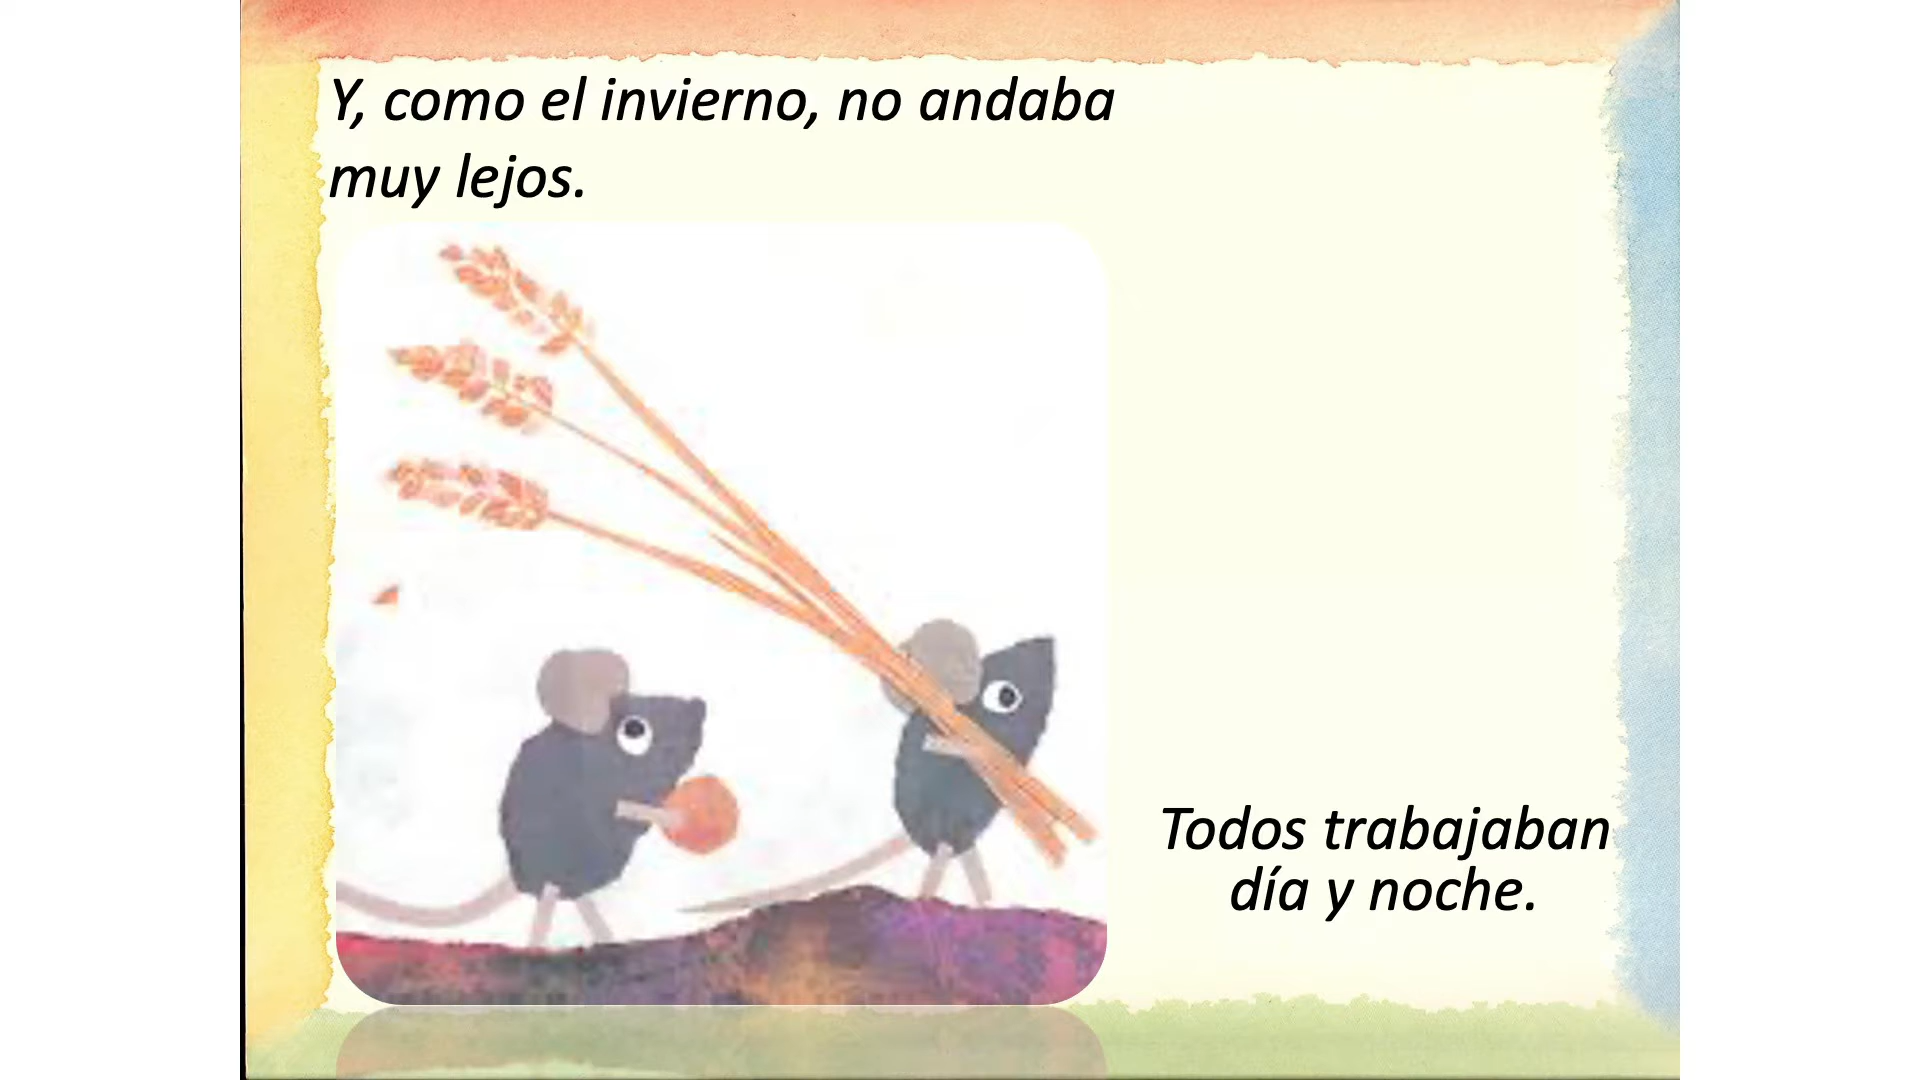 Y, como el invierno, no andaba
muy lejos.
Todos trabajaban
día y noche.